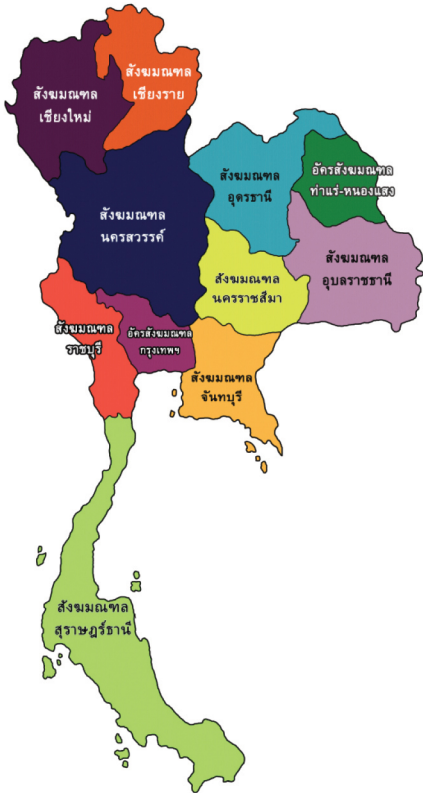 สังฆมณฑล
เชียงราย
สังฆมณฑล
เชียงใหม่
สังฆมณฑล
อุดรธานี
อัครสังฆมณฑล
ท่าแร่-หนองแสง
สังฆมณฑล
นครสวรรค์
สังฆมณฑล
อุบลราชธานี
สังฆมณฑล
นครราชสีมา
สังฆมณฑล
ราชบุรี
อัครสังฆมณฑล
กรุงเทพฯ
สังฆมณฑล
จันทบุรี
สังฆมณฑล
สุราษฎร์ธานี